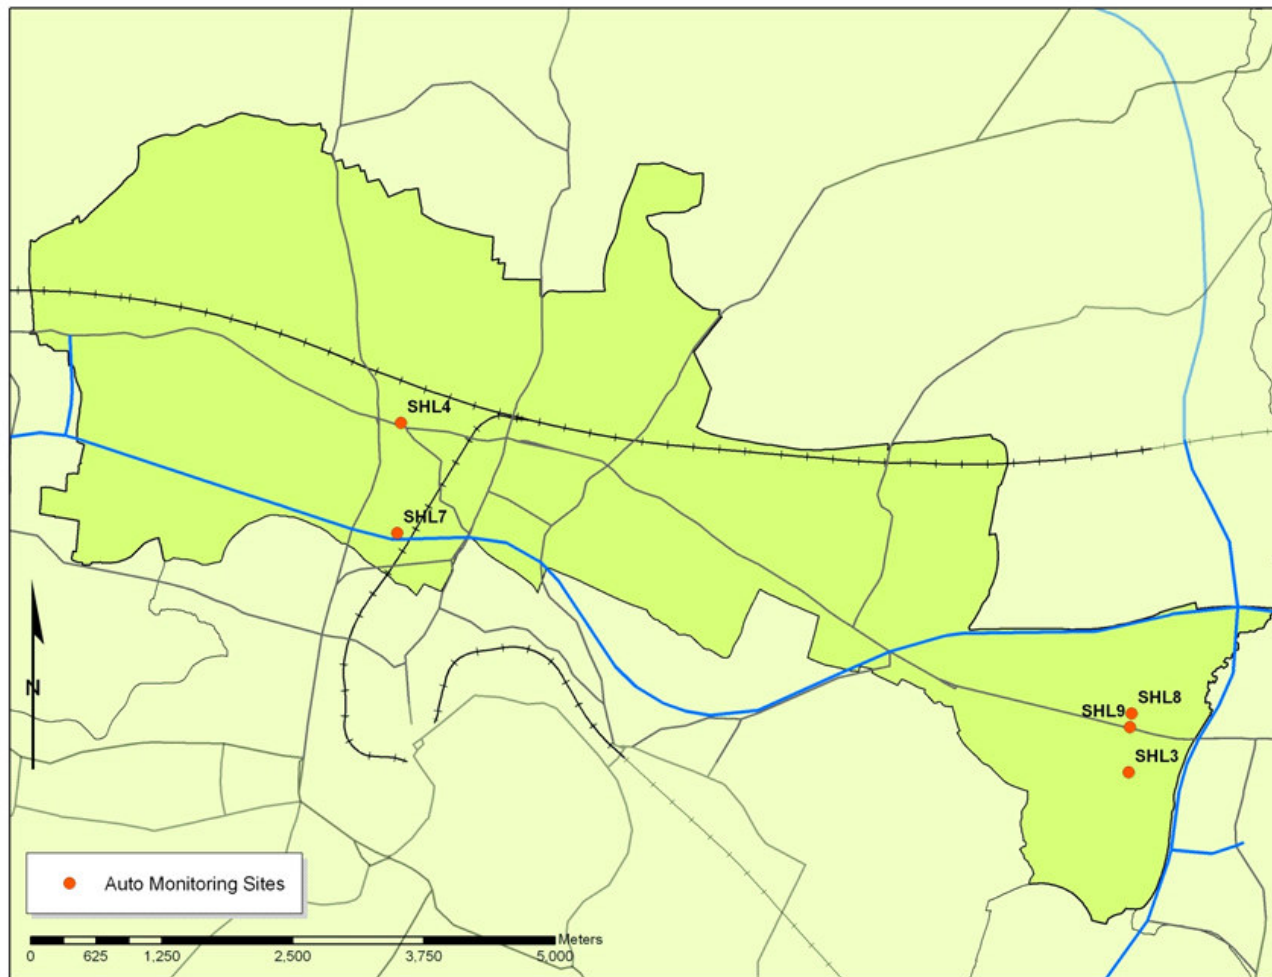 SHL4
SHL7
N
SHL8
SHL9
SHL3
Auto Monitoring Sites
Meters
0 625 1,250 2,500 3,750 5,000